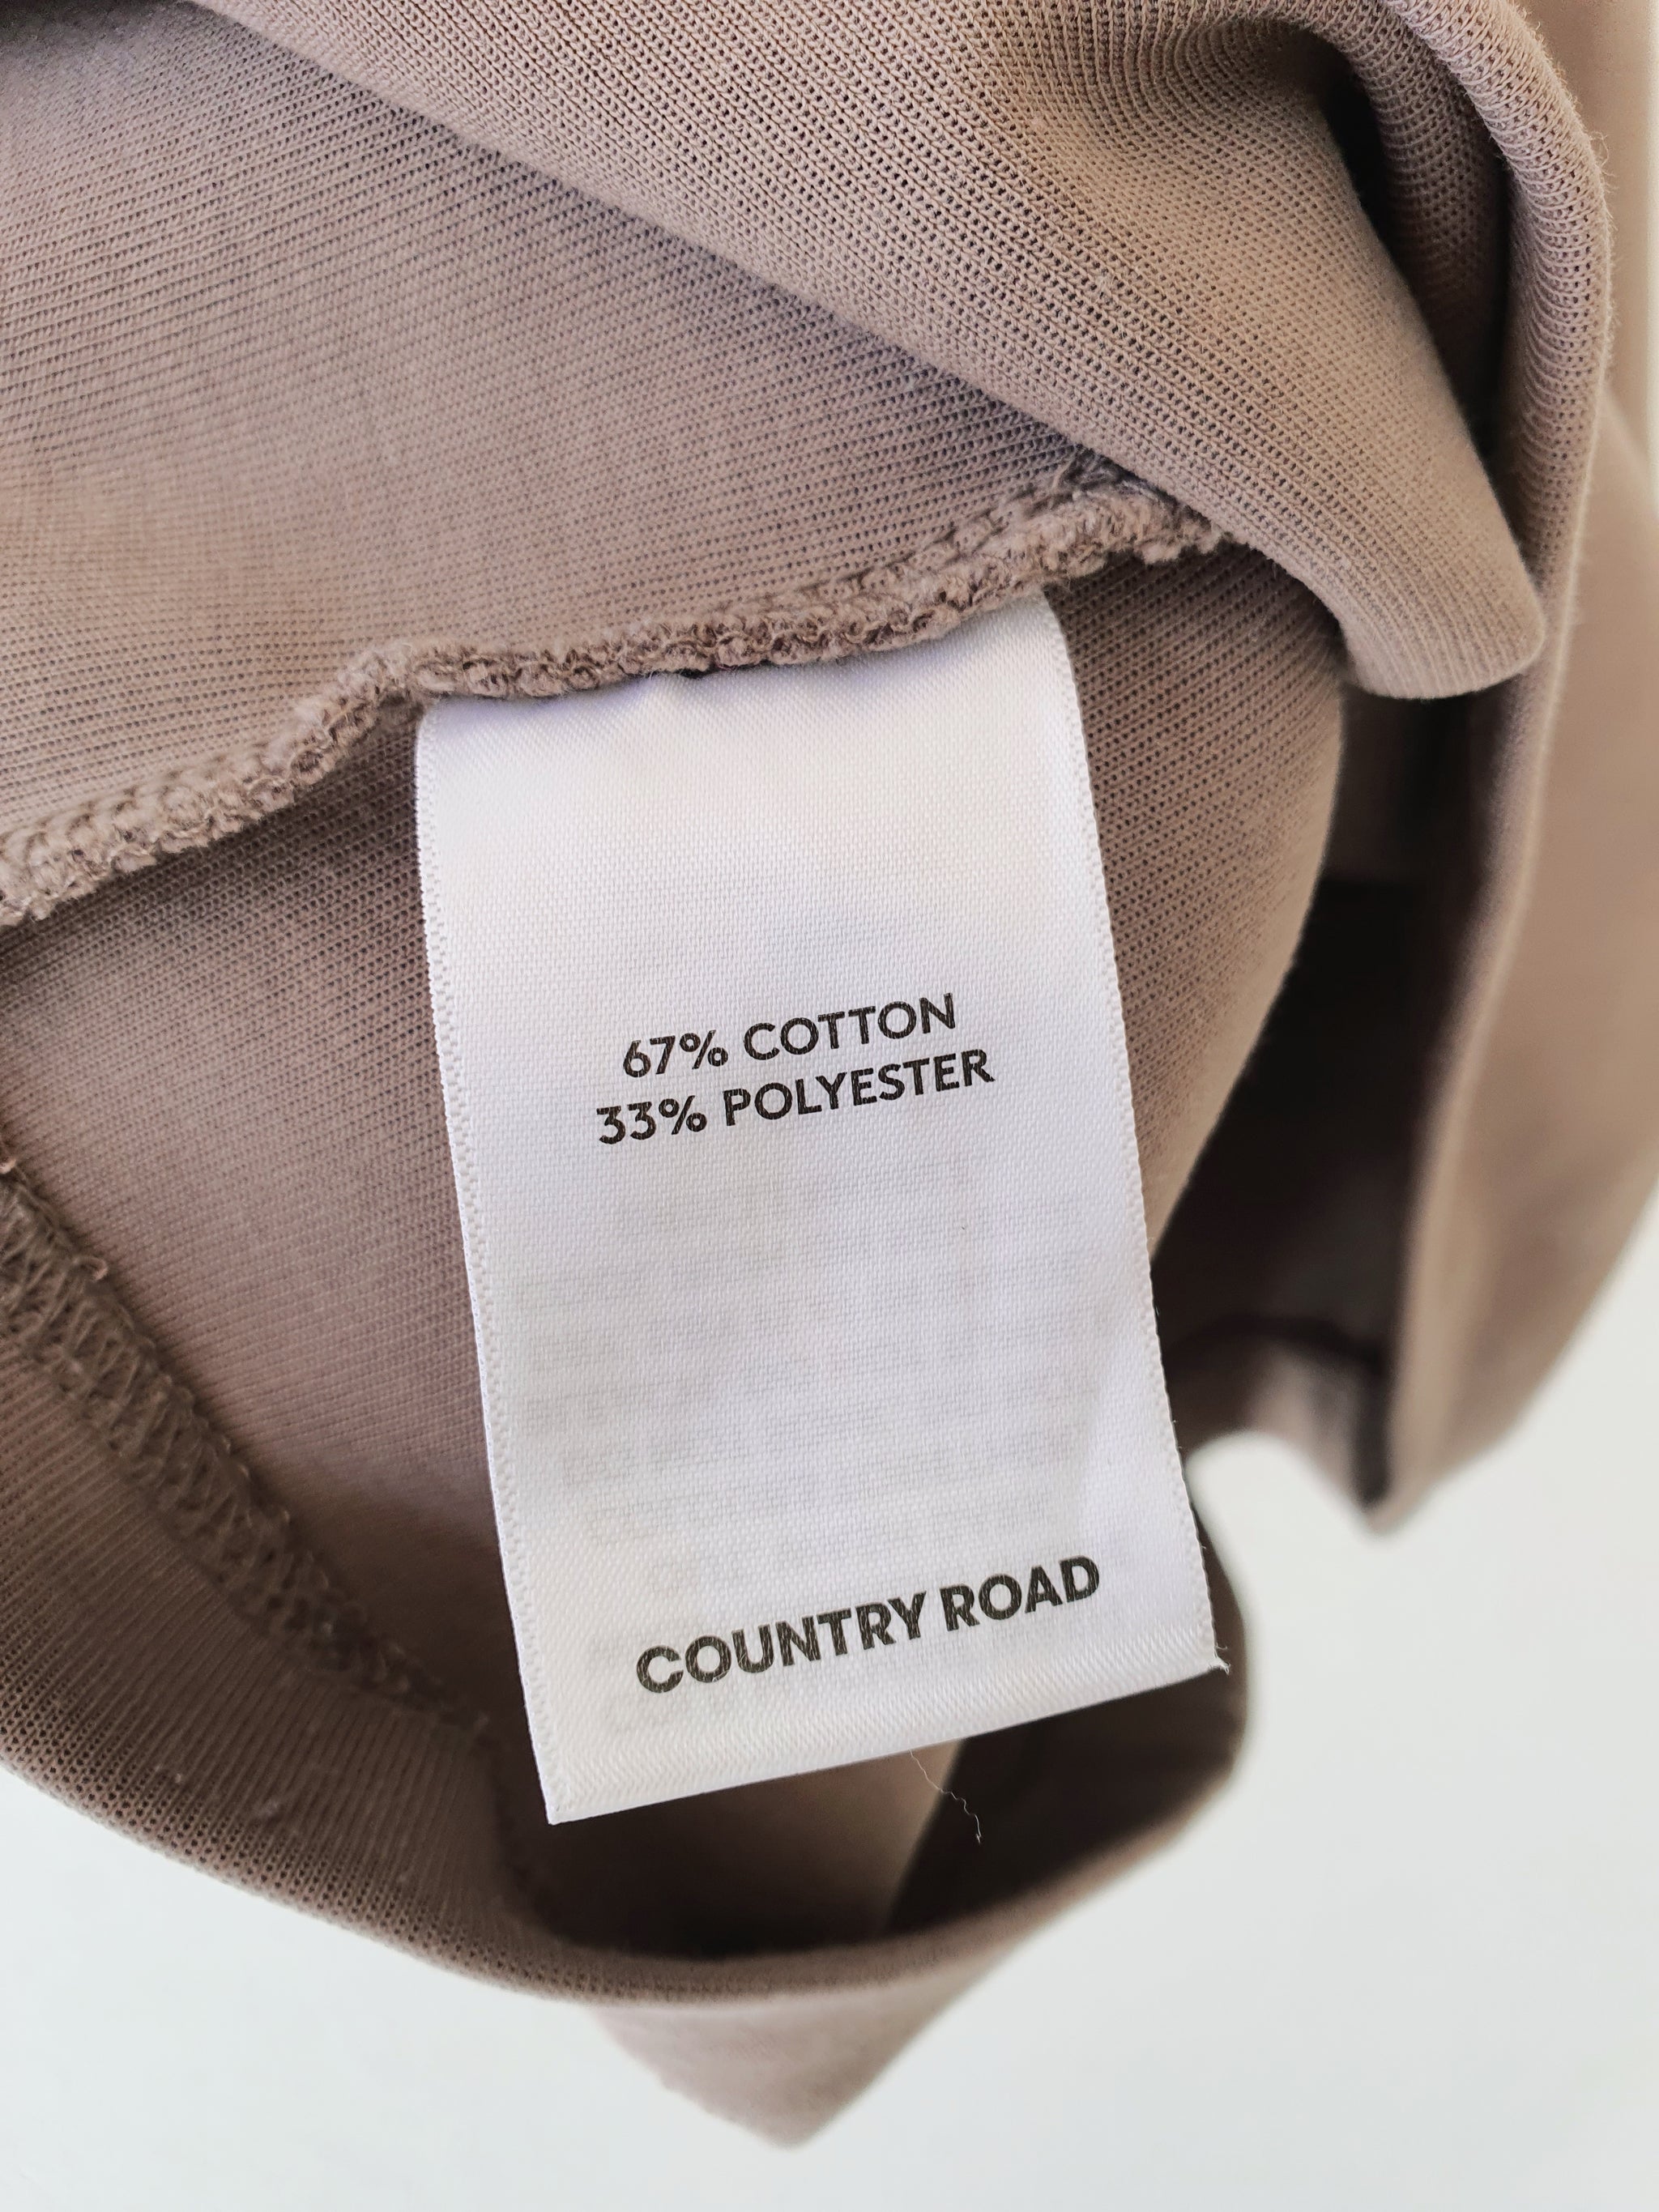 67% COTTON
33% POLYESTER
COUNTRY ROAD